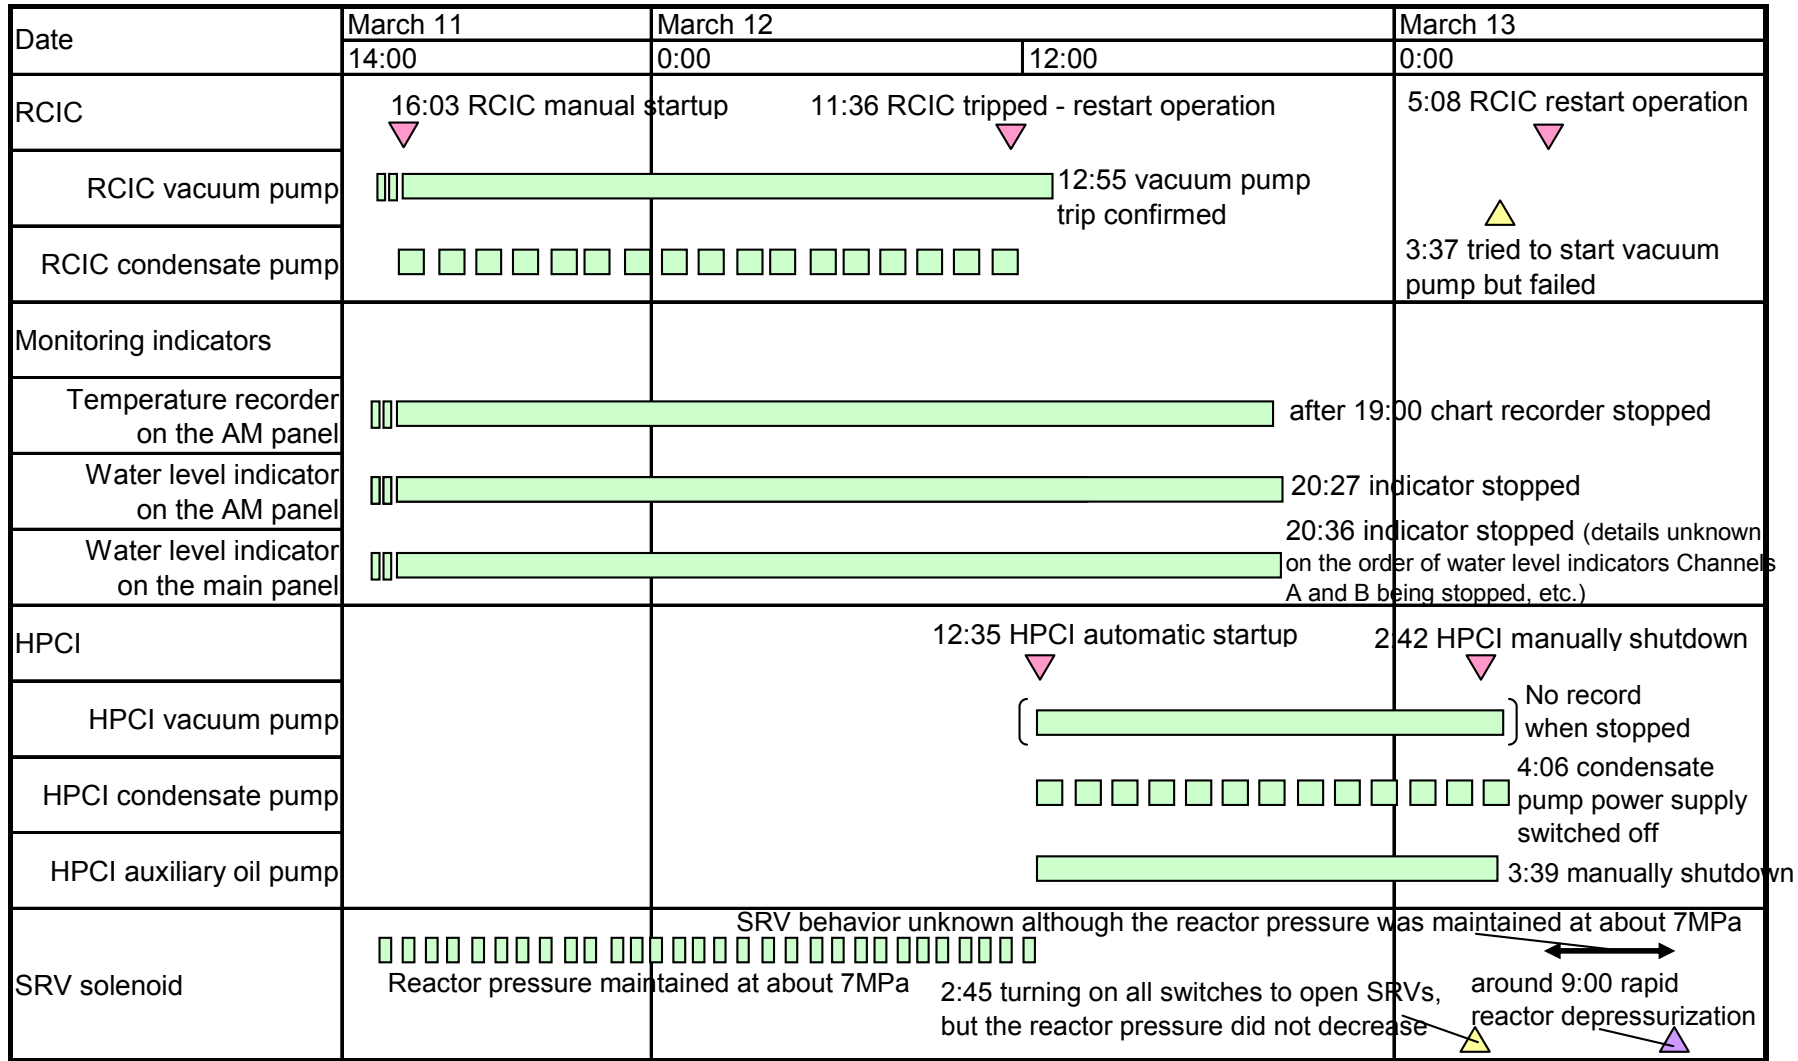 Date
March 11
March 12
March 13
14:00
0:00
12:00
0:00
RCIC
16:03 RCIC manual startup
11:36 RCIC tripped - restart operation
5:08 RCIC restart operation
RCIC vacuum pump
12:55 vacuum pump
trip confirmed
RCIC condensate pump
3:37 tried to start vacuum
pump but failed
Monitoring indicators
Temperature recorder
on the AM panel
after 19:00 chart recorder stopped
Water level indicator
on the AM panel
20:27 indicator stopped
Water level indicator
on the main panel
20:36 indicator stopped (details unknown
on the order of water level indicators Channels
A and B being stopped, etc.)
HPCI
12:35 HPCI automatic startup
2:42 HPCI manually shutdown
HPCI vacuum pump
No record
when stopped
HPCI condensate pump
4:06 condensate
pump power supply
switched off
HPCI auxiliary oil pump
3:39 manually shutdown
SRV solenoid
SRV behavior unknown although the reactor pressure was maintained at about 7MPa
Reactor pressure maintained at about 7MPa
2:45 turning on all switches to open SRVs,
but the reactor pressure did not decrease
around 9:00 rapid
reactor depressurization